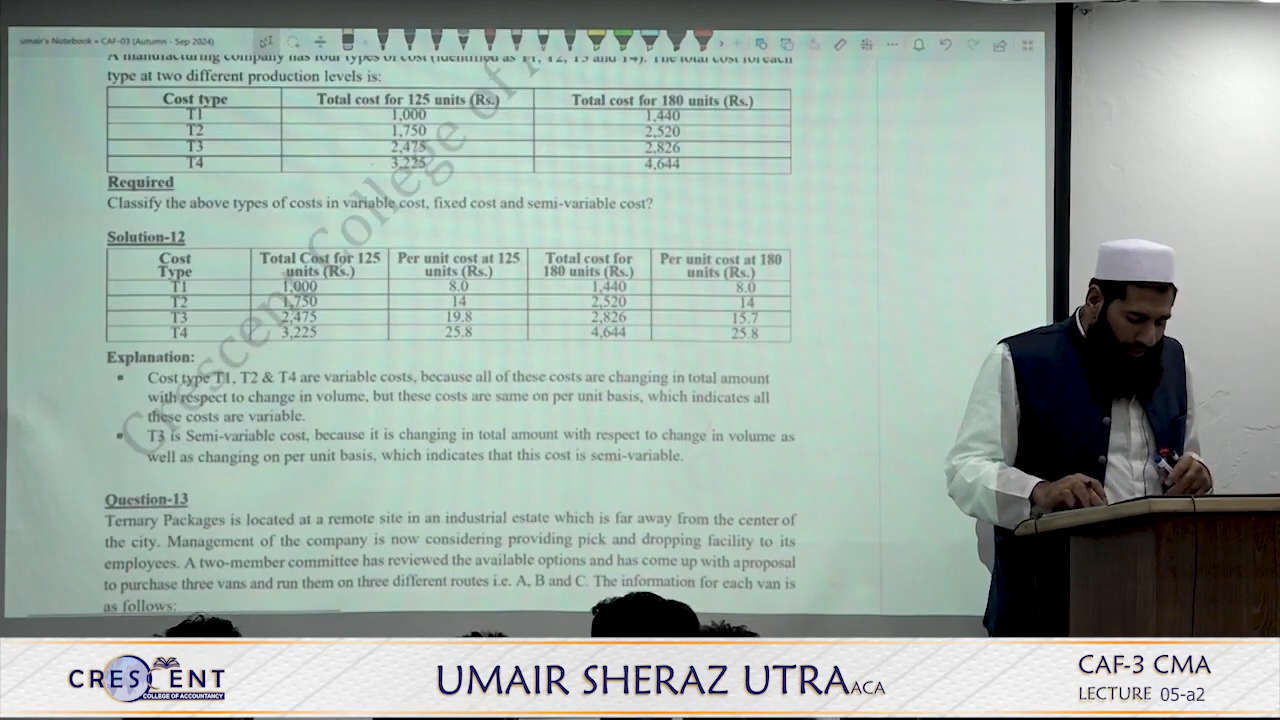 umair's Notebook » CAF-03 (Autumn - Sep 2024)
A manufacturing company has four types of cost (identified as T1, T2, T3 and T4). The total cost for each
type at two different production levels is:
Cost type Total cost for 125 units (Rs.) Total cost for 180 units (Rs.)
T1 1,000 1,440
T2 1,750 2,520
T3 2,475 2,826
T4 3,225 4,644
Required
Classify the above types of costs in variable cost, fixed cost and semi-variable cost?
Solution-12
Cost Type Total Cost for 125 units (Rs.) Per unit cost at 125 units (Rs.) Total cost for 180 units (Rs.) Per unit cost at 180 units (Rs.)
T1 1,000 8.0 1,440 8.0
T2 1,750 14 2,520 14
T3 2,475 19.8 2,826 15.7
T4 3,225 25.8 4,644 25.8
Explanation:
Cost type T1, T2 & T4 are variable costs, because all of these costs are changing in total amount
with respect to change in volume, but these costs are same on per unit basis, which indicates all
these costs are variable.
T3 is Semi-variable cost, because it is changing in total amount with respect to change in volume as
well as changing on per unit basis, which indicates that this cost is semi-variable.
Question-13
Ternary Packages is located at a remote site in an industrial estate which is far away from the center of
the city. Management of the company is now considering providing pick and dropping facility to its
employees. A two-member committee has reviewed the available options and has come up with a proposal
to purchase three vans and run them on three different routes i.e. A, B and C. The information for each van is
as follows:
Crescent College of
CRESCENT
COLLEGE OF ACCOUNTANCY
UMAIR SHERAZ UTRA ACA
CAF-3 CMA
LECTURE 05-a2